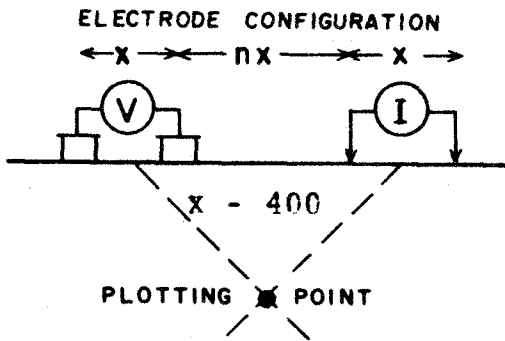 ELECTRODE CONFIGURATION
x nx x
V I
x - 400
PLOTTING POINT